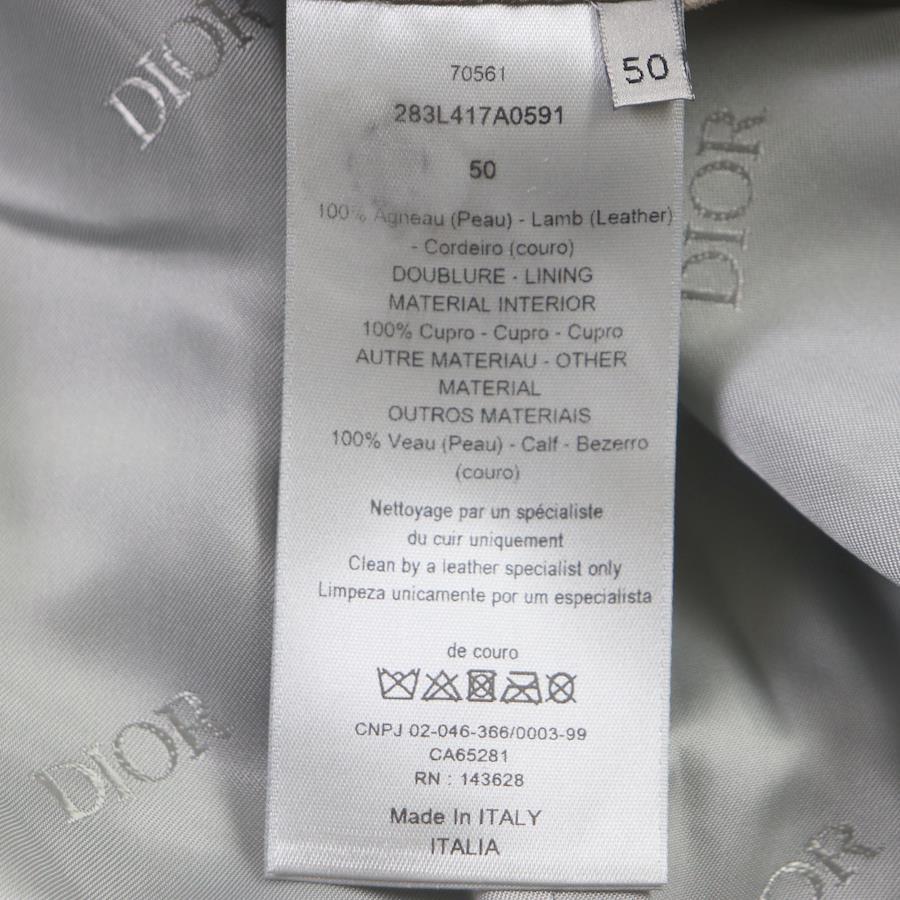 DIOR
50
70561
283L417A0591
50
100% Agneau (Peau) - Lamb (Leather)
- Cordeiro (couro)
DOUBLURE - LINING
MATERIAL INTERIOR
100% Cupro - Cupro - Cupro
AUTRE MATERIAU - OTHER
MATERIAL
OUTROS MATERIAIS
100% Veau (Peau) - Calf - Bezerro
(couro)
Nettoyage par un spécialiste
du cuir uniquement
Clean by a leather specialist only
Limpeza unicamente por um especialista
de couro
CNPJ 02-046-366/0003-99
CA65281
RN : 143628
Made In ITALY
ITALIA
DIOR
DIOR
OR